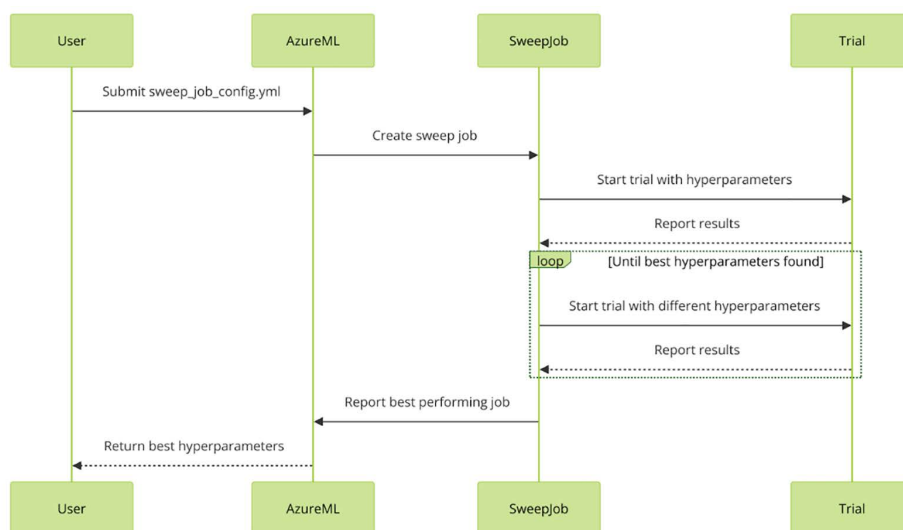 User AzureML SweepJob Trial
Submit sweep_job_config.yml
Create sweep job
Start trial with hyperparameters
Report results
loop [Until best hyperparameters found]
Start trial with different hyperparameters
Report results
Report best performing job
Return best hyperparameters
User AzureML SweepJob Trial